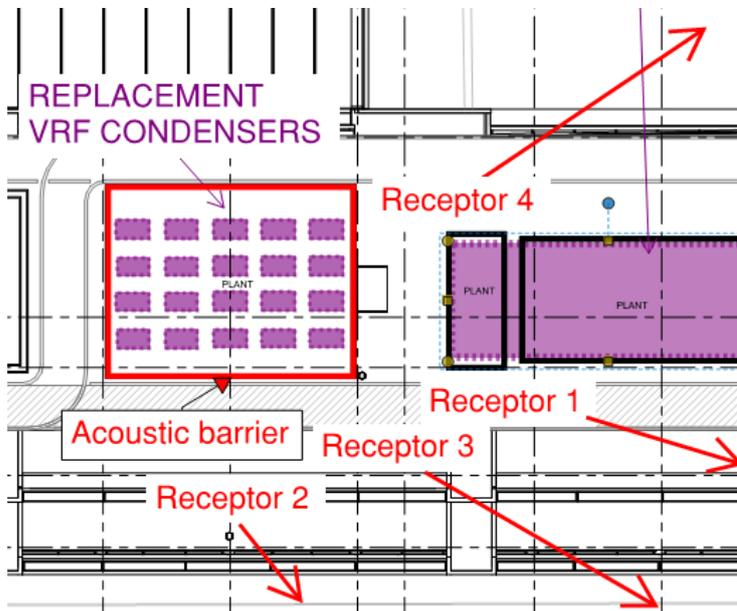 REPLACEMENT
VRF CONDENSERS
Receptor 4
PLANT
PLANT
PLANT
Receptor 1
Acoustic barrier
Receptor 3
Receptor 2